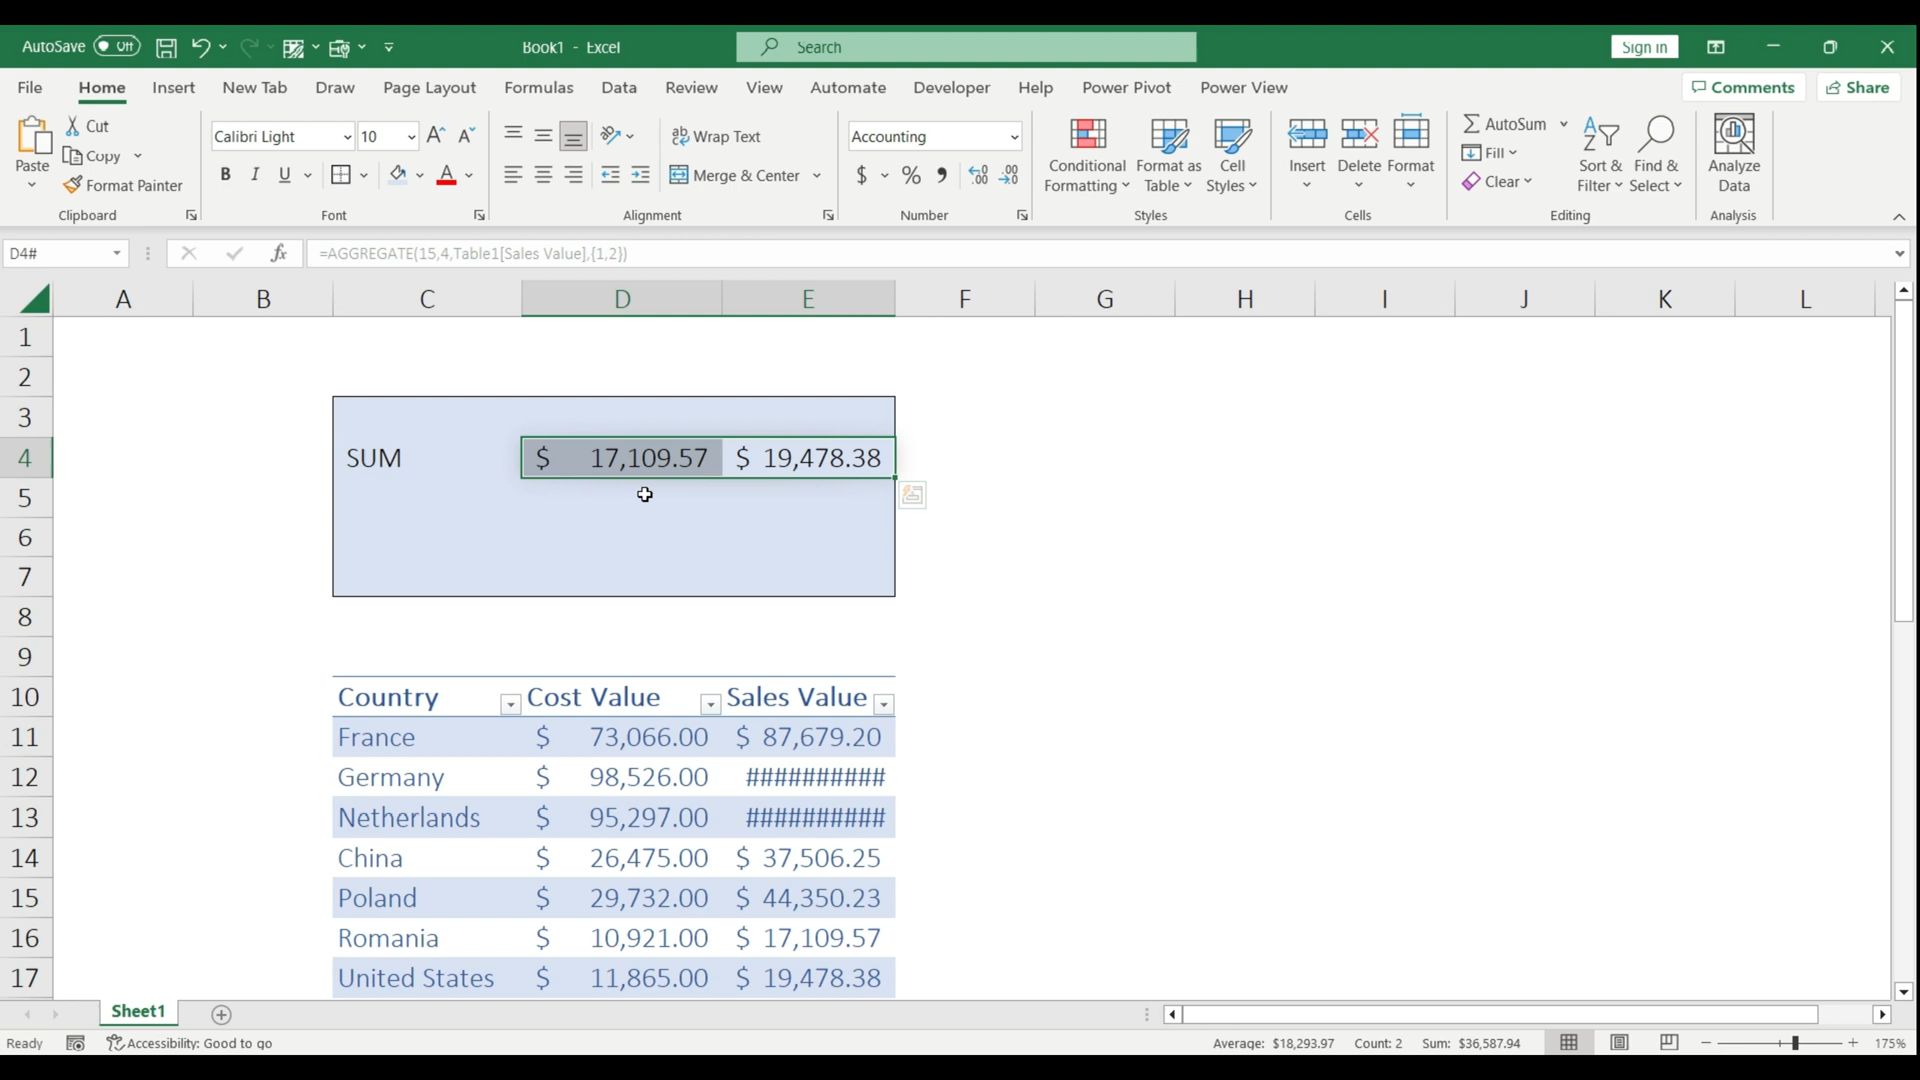 AutoSave Off Book1 - Excel Search Sign in
File Home Insert New Tab Draw Page Layout Formulas Data Review View Automate Developer Help Power Pivot Power View Comments Share
Paste Cut Copy Format Painter Clipboard
Calibri Light 10 B I U A Font
Wrap Text Merge & Center Alignment
Accounting $ % Number
Conditional Formatting Format as Table Cell Styles Styles
Insert Delete Format Cells
AutoSum Fill Clear Sort & Filter Find & Select Editing
Analyze Data Analysis
D4# fx =AGGREGATE(15,4,Table1[Sales Value],{1,2})
A B C D E F G H I J K L
1
2
3
4 SUM $ 17,109.57 $ 19,478.38
5
6
7
8
9
10 Country Cost Value Sales Value
11 France $ 73,066.00 $ 87,679.20
12 Germany $ 98,526.00 ##########
13 Netherlands $ 95,297.00 ##########
14 China $ 26,475.00 $ 37,506.25
15 Poland $ 29,732.00 $ 44,350.23
16 Romania $ 10,921.00 $ 17,109.57
17 United States $ 11,865.00 $ 19,478.38
Sheet1
Ready Accessibility: Good to go Average: $18,293.97 Count: 2 Sum: $36,587.94 175%